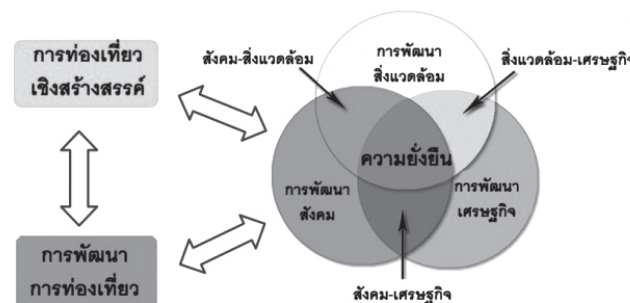 การท่องเที่ยว
เชิงสร้างสรรค์
การพัฒนา
การท่องเที่ยว
สังคม-สิ่งแวดล้อม
การพัฒนา
สิ่งแวดล้อม
สิ่งแวดล้อม-เศรษฐกิจ
ความยั่งยืน
การพัฒนา
สังคม
การพัฒนา
เศรษฐกิจ
สังคม-เศรษฐกิจ